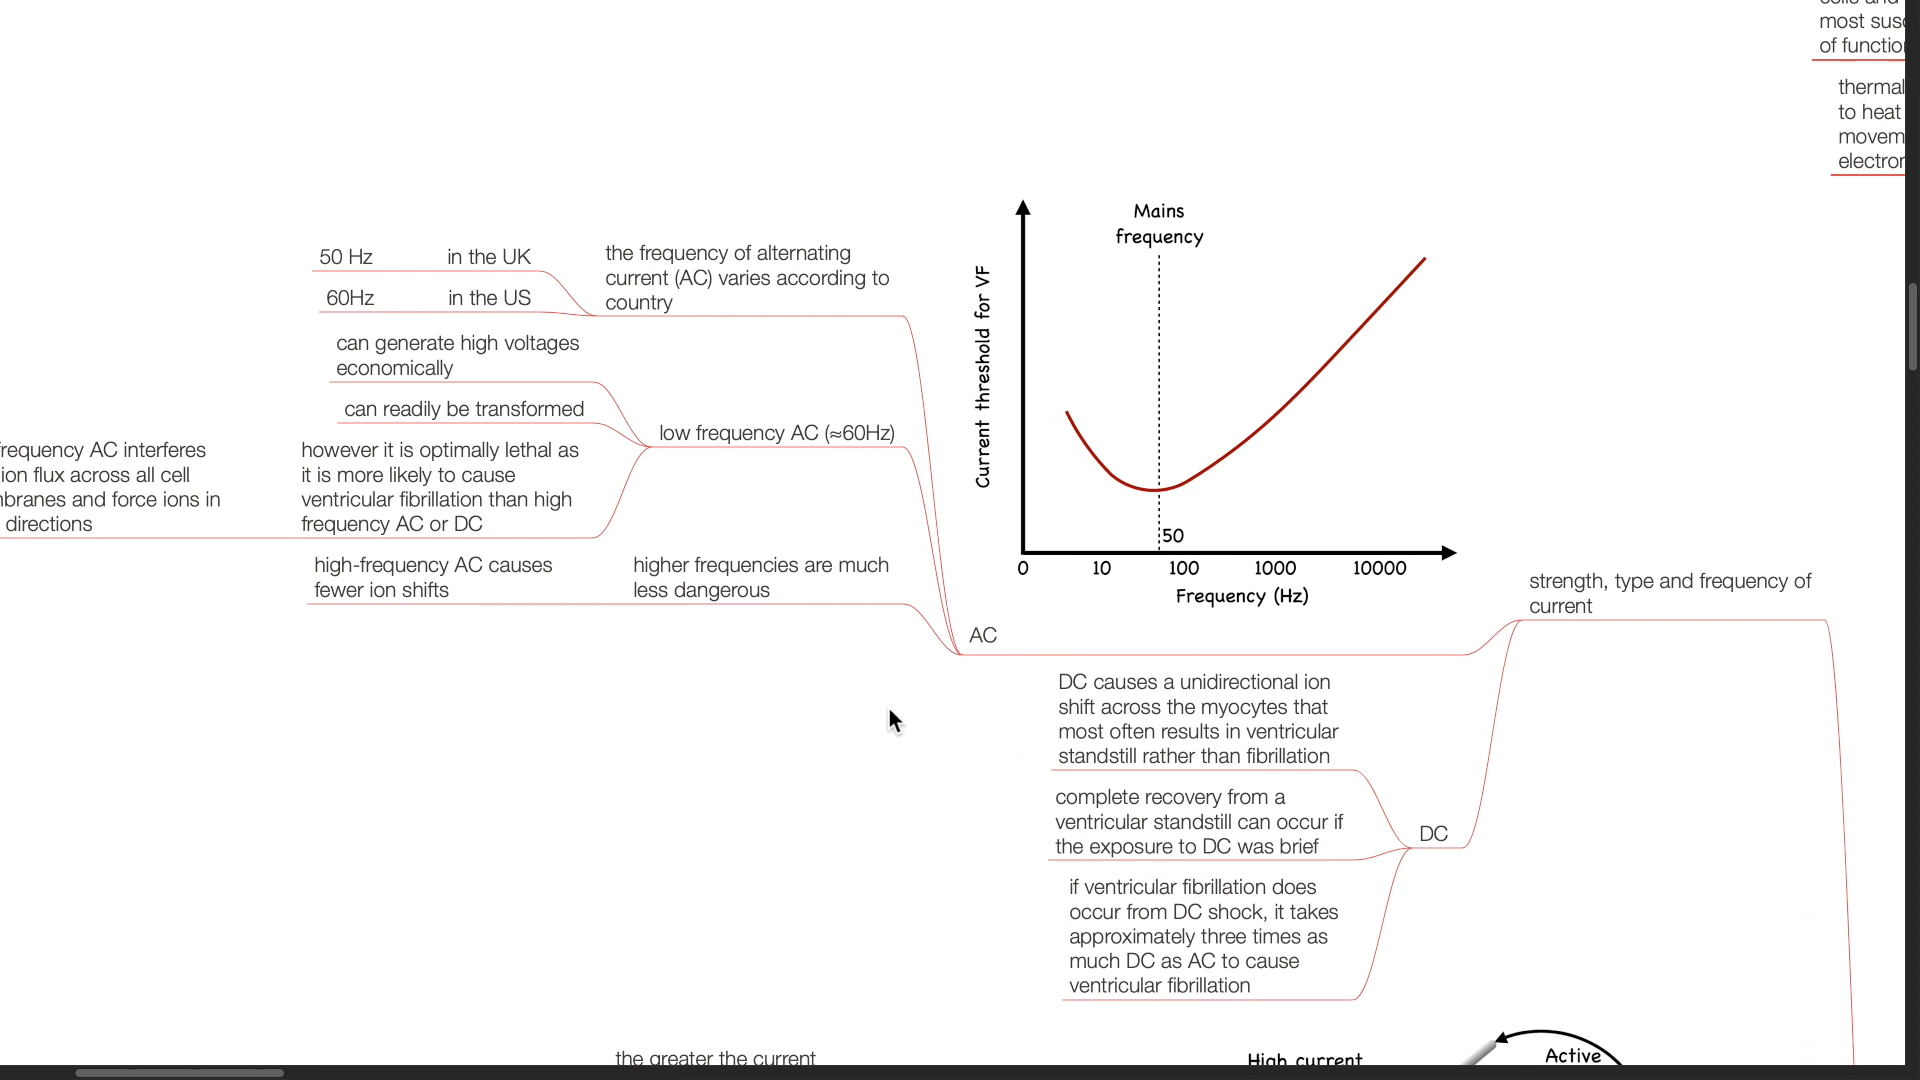 most
of
thermal
to heat
50 Hz
in the UK
60Hz
in the US
the frequency of alternating
current (AC) varies according to
country
can generate high voltages
economically
can readily be transformed
low frequency AC (≈60Hz)
however it is optimally lethal as
it is more likely to cause
ventricular fibrillation than high
frequency AC or DC
frequency AC interferes
ion flux across all cell
branes and force ions in
directions
high-frequency AC causes
fewer ion shifts
higher frequencies are much
less dangerous
Mains
frequency
Current threshold for VF
50
0 10 100 1000 10000
Frequency (Hz)
AC
strength, type and frequency of
current
DC causes a unidirectional ion
shift across the myocytes that
most often results in ventricular
standstill rather than fibrillation
complete recovery from a
ventricular standstill can occur if
the exposure to DC was brief
DC
if ventricular fibrillation does
occur from DC shock, it takes
approximately three times as
much DC as AC to cause
ventricular fibrillation
the greater the current
High current
Active